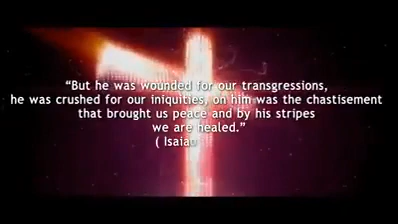 “But he was wounded for our transgressions,
he was crushed for our iniquities, on him was the chastisement
that brought us peace and by his stripes
we are healed.”
( Isaia